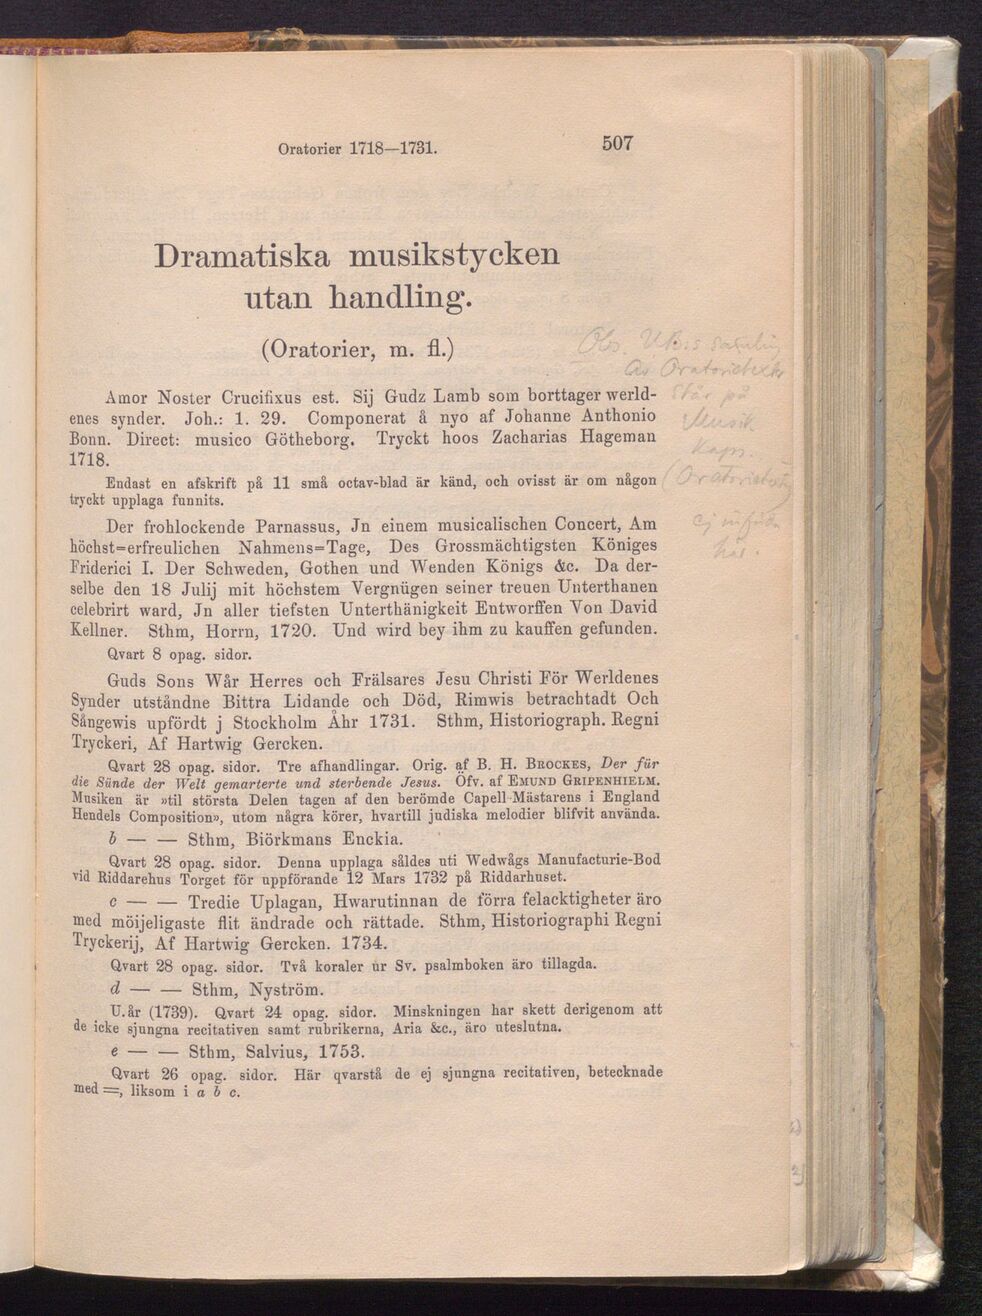 Oratorier 1718—1731.
507
Dramatiska musikstycken
utan handling.
(Oratorier, m. fl.)
Obs. UB:s samling
av Oratorietexter
står på
Musik
Kaps.
(Oratorietexter
ej införda
här.
Amor Noster Crucifixus est. Sij Gudz Lamb som borttager werld-
enes synder. Joh.: 1. 29. Componerat å nyo af Johanne Anthonio
Bonn. Direct: musico Götheborg. Tryckt hoos Zacharias Hageman
1718.
Endast en afskrift på 11 små octav-blad är känd, och ovisst är om någon
tryckt upplaga funnits.
Der frohlockende Parnassus, Jn einem musicalischen Concert, Am
höchst=erfreulichen Nahmens=Tage, Des Grossmächtigsten Königes
Friderici I. Der Schweden, Gothen und Wenden Königs &c. Da der-
selbe den 18 Julij mit höchstem Vergnügen seiner treuen Unterthanen
celebrirt ward, Jn aller tiefsten Unterthänigkeit Entworffen Von David
Kellner. Sthm, Horrn, 1720. Und wird bey ihm zu kauffen gefunden.
Qvart 8 opag. sidor.
Guds Sons Wår Herres och Frälsares Jesu Christi För Werldenes
Synder utståndne Bittra Lidande och Död, Rimwis betrachtadt Och
Sångewis upfördt j Stockholm Åhr 1731. Sthm, Historiograph. Regni
Tryckeri, Af Hartwig Gercken.
Qvart 28 opag. sidor. Tre afhandlingar. Orig. af B. H. Brockes, Der für
die Sünde der Welt gemarterte und sterbende Jesus. Öfv. af Emund Gripenhielm.
Musiken är »til största Delen tagen af den berömde Capell-Mästarens i England
Hendels Composition», utom några körer, hvartill judiska melodier blifvit använda.
b — — Sthm, Biörkmans Enckia.
Qvart 28 opag. sidor. Denna upplaga såldes uti Wedwågs Manufacturie-Bod
vid Riddarehus Torget för uppförande 12 Mars 1732 på Riddarhuset.
c — — Tredie Uplagan, Hwarutinnan de förra felacktigheter äro
med möijeligaste flit ändrade och rättade. Sthm, Historiographi Regni
Tryckerij, Af Hartwig Gercken. 1734.
Qvart 28 opag. sidor. Två koraler ur Sv. psalmboken äro tillagda.
d — — Sthm, Nyström.
U. år (1739). Qvart 24 opag. sidor. Minskningen har skett derigenom att
de icke sjungna recitativen samt rubrikerna, Aria &c., äro uteslutna.
e — — Sthm, Salvius, 1753.
Qvart 26 opag. sidor. Här qvarstå de ej sjungna recitativen, betecknade
med =, liksom i a b c.